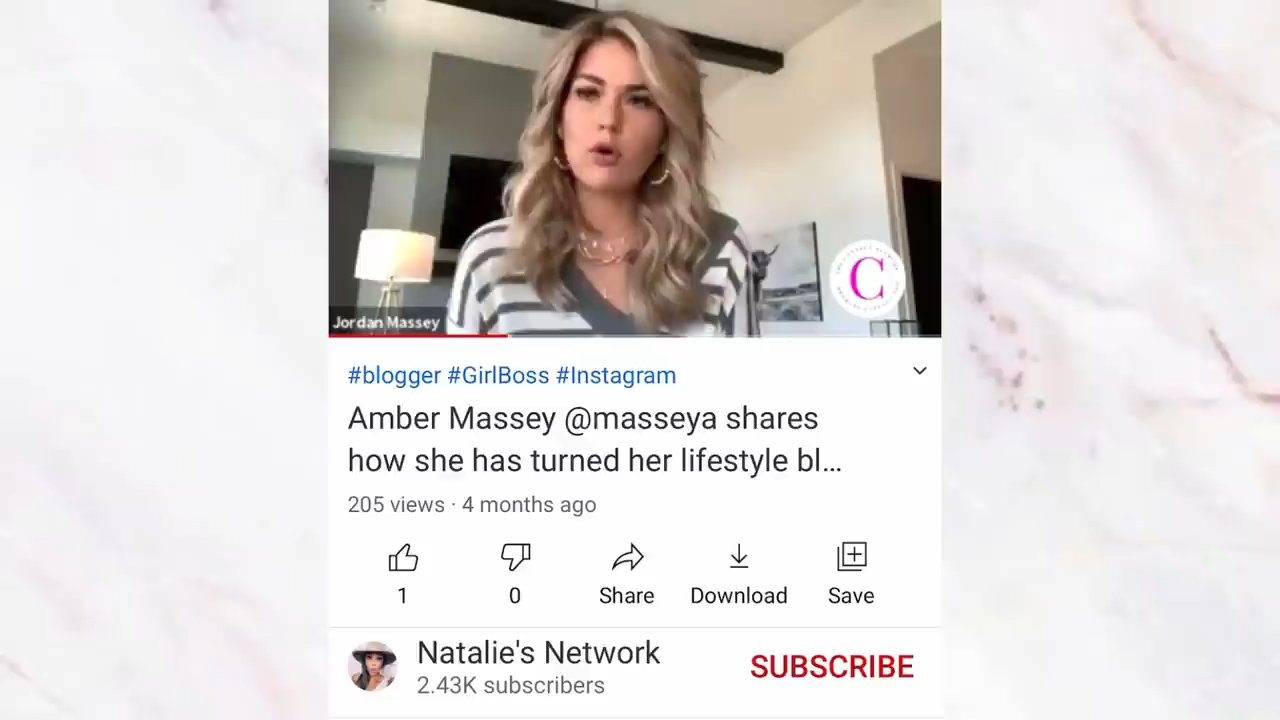 C
Jordan Massey
#blogger #GirlBoss #Instagram
Amber Massey @masseya shares
how she has turned her lifestyle bl...
205 views · 4 months ago
1
0
Share
Download
Save
Natalie's Network
2.43K subscribers
SUBSCRIBE